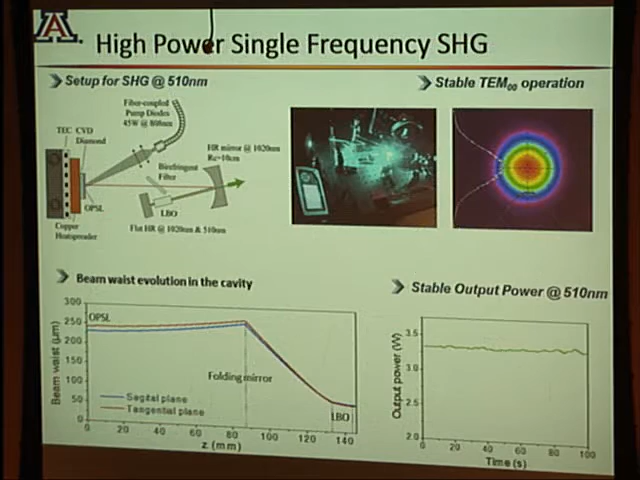 A
High Power Single Frequency SHG
Setup for SHG @ 510nm
Stable TEM00 operation
Fiber-coupled
Pump Diodes
45W @ 808nm
TEC CVD
Diamond
HR mirror @ 1020nm
Rc=10cm
Birefringent
Filter
LBO
OPSL
Flat HR @ 1020nm & 510nm
Copper
Heatspreader
Beam waist evolution in the cavity
Stable Output Power @ 510nm
Beam waist (μm)
300
250
200
150
100
50
0
OPSL
Folding mirror
Sagital plane
Tangential plane
LBO
0 20 40 60 80 100 120 140
z (mm)
Output power (W)
3.5
3.0
2.5
2.0
0 20 40 60 80 100
Time (s)